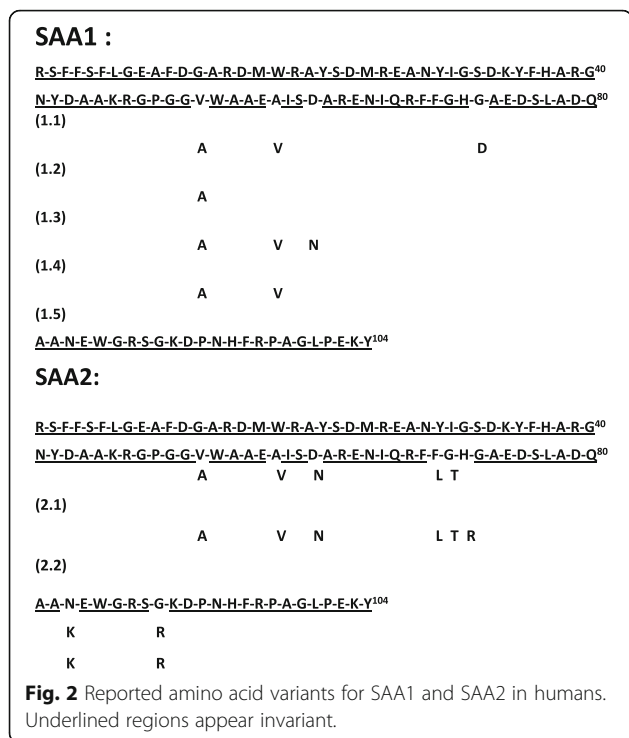 SAA1 :
R-S-F-F-S-F-L-G-E-A-F-D-G-A-R-D-M-W-R-A-Y-S-D-M-R-E-A-N-Y-I-G-S-D-K-Y-F-H-A-R-G40
N-Y-D-A-A-K-R-G-P-G-G-V-W-A-A-E-A-I-S-D-A-R-E-N-I-Q-R-F-F-G-H-G-A-E-D-S-L-A-D-Q80
(1.1)
A V D
(1.2)
A
(1.3)
A V N
(1.4)
A V
(1.5)
A-A-N-E-W-G-R-S-G-K-D-P-N-H-F-R-P-A-G-L-P-E-K-Y104
SAA2:
R-S-F-F-S-F-L-G-E-A-F-D-G-A-R-D-M-W-R-A-Y-S-D-M-R-E-A-N-Y-I-G-S-D-K-Y-F-H-A-R-G40
N-Y-D-A-A-K-R-G-P-G-G-V-W-A-A-E-A-I-S-D-A-R-E-N-I-Q-R-F-F-G-H-G-A-E-D-S-L-A-D-Q80
A V N L T
(2.1)
A V N L T R
(2.2)
A-A-N-E-W-G-R-S-G-K-D-P-N-H-F-R-P-A-G-L-P-E-K-Y104
K R
K R
Fig. 2 Reported amino acid variants for SAA1 and SAA2 in humans.
Underlined regions appear invariant.